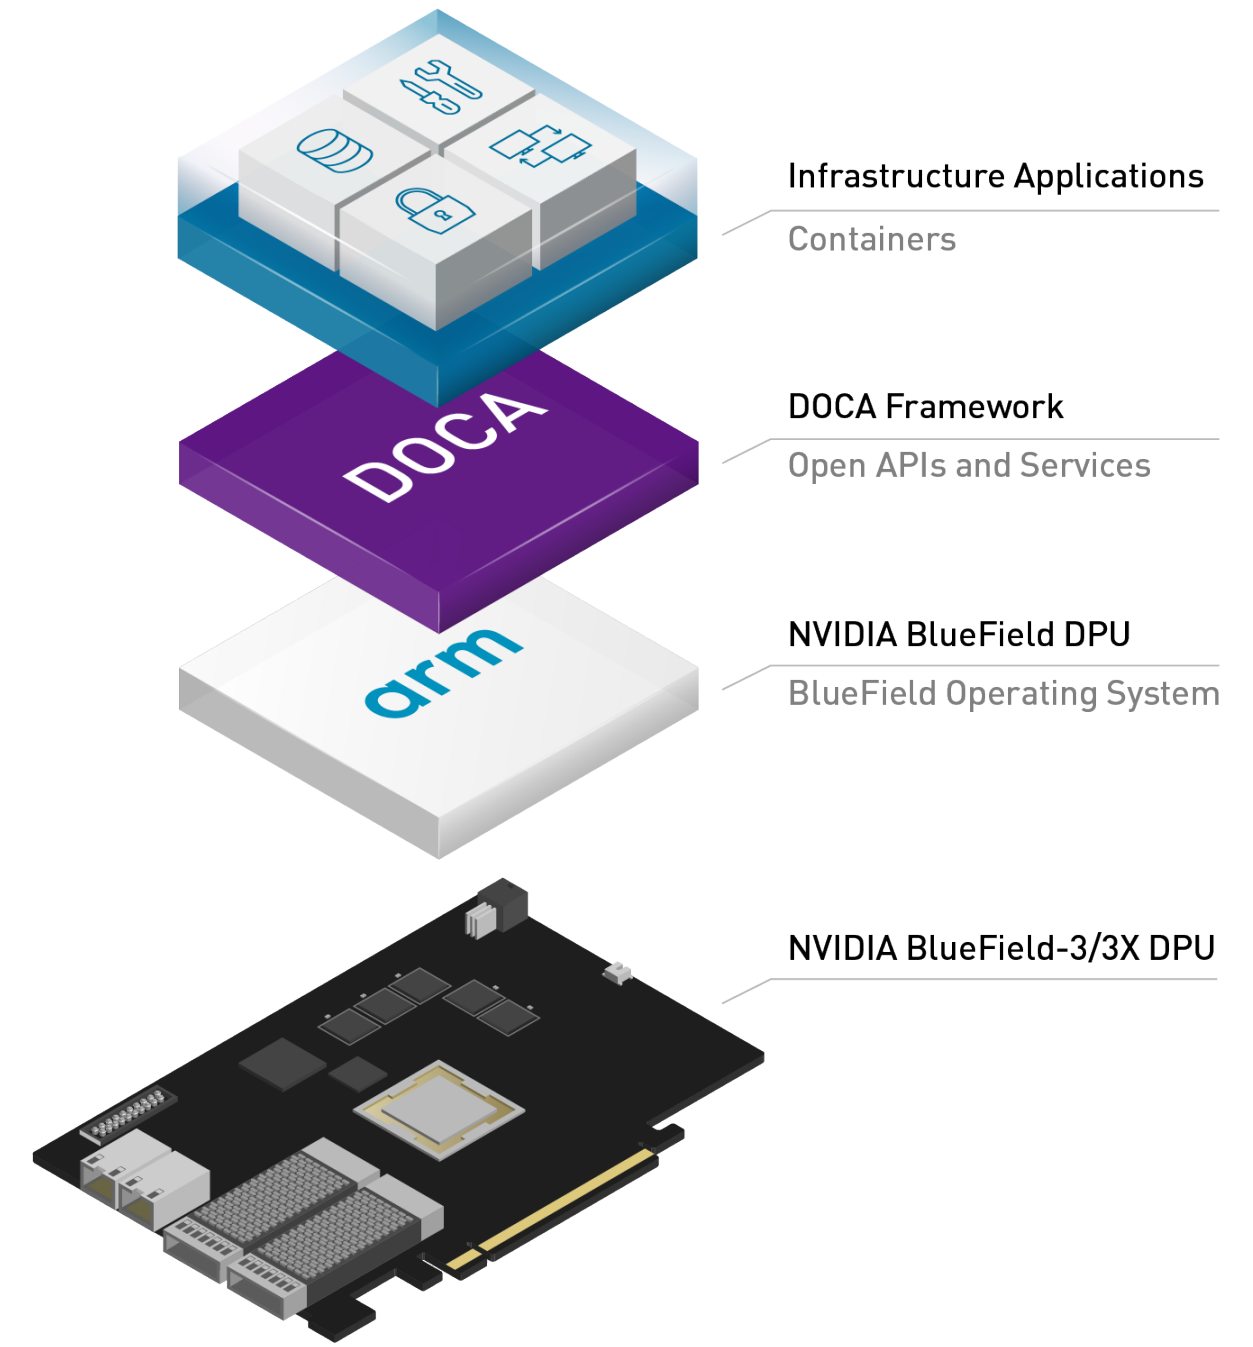 Infrastructure Applications
Containers
DOCA
DOCA Framework
Open APIs and Services
arm
NVIDIA BlueField DPU
BlueField Operating System
NVIDIA BlueField-3/3X DPU